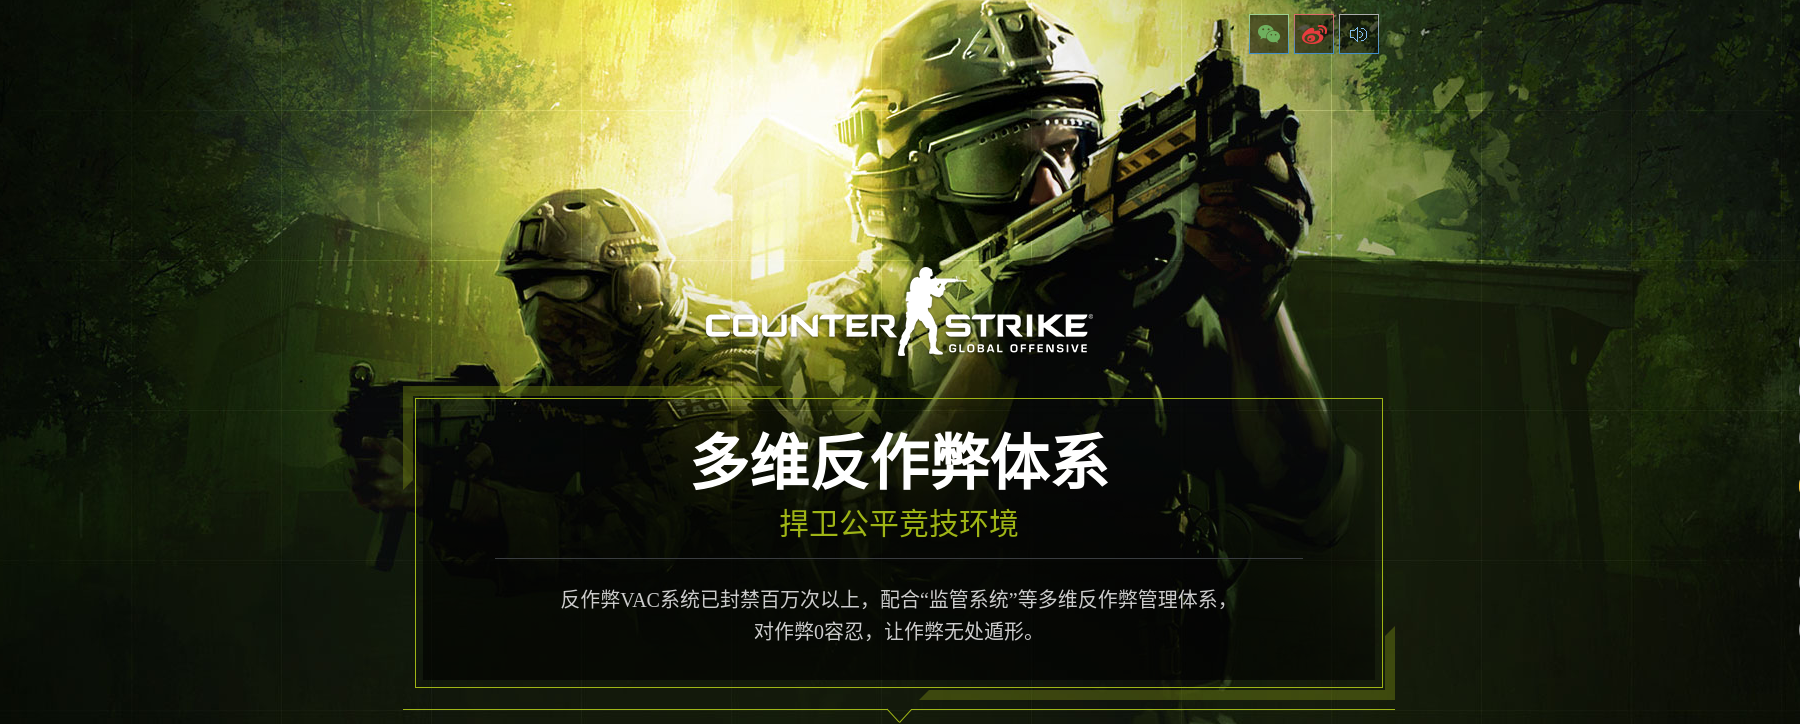 COUNTER STRIKE®
GLOBAL OFFENSIVE
多维反作弊体系
捍卫公平竞技环境
反作弊VAC系统已封禁百万次以上，配合“监管系统”等多维反作弊管理体系，
对作弊0容忍，让作弊无处遁形。